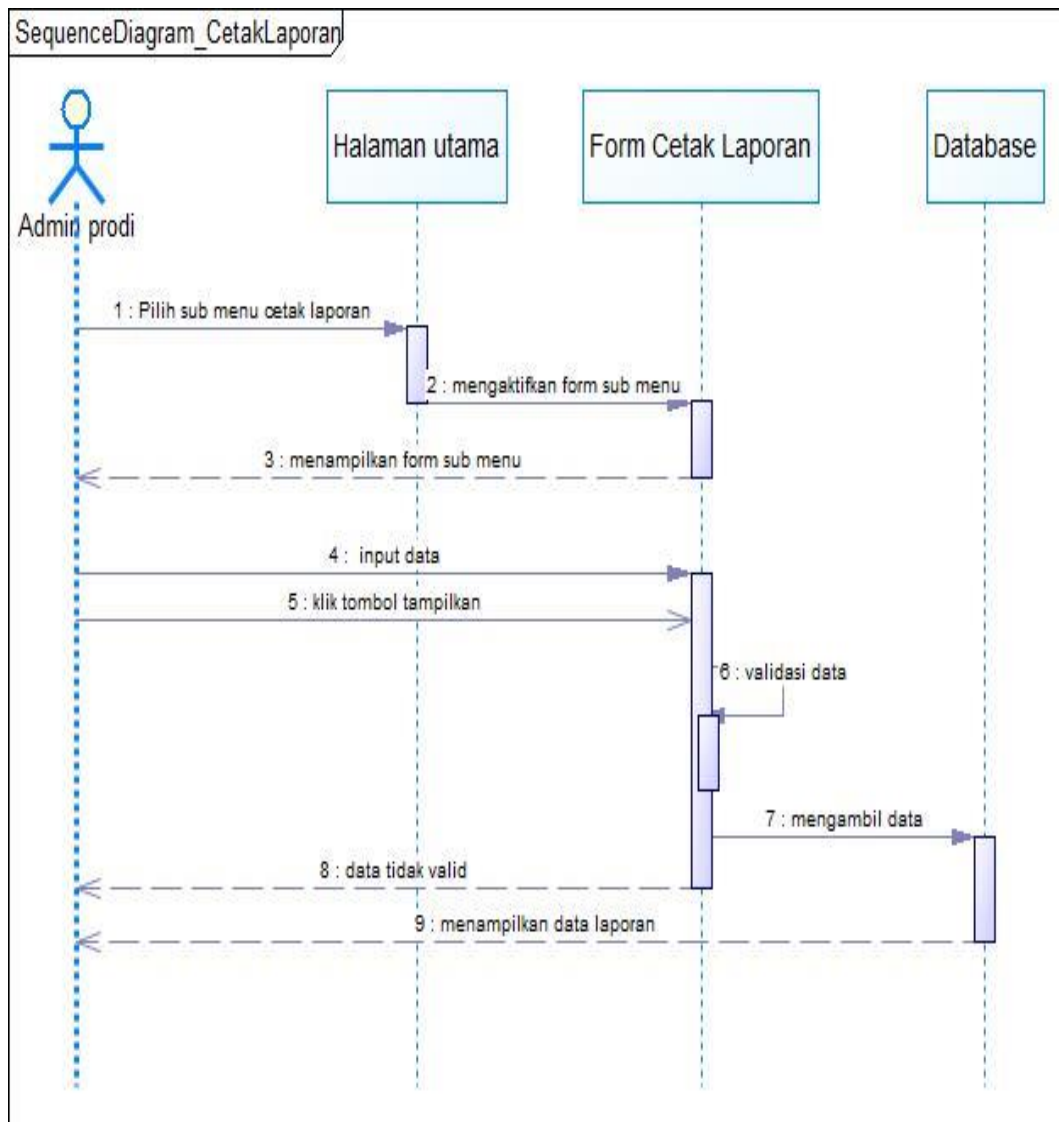 SequenceDiagram_CetakLaporan
Halaman utama
Form Cetak Laporan
Database
Admin prodi
1 : Pilih sub menu cetak laporan
2 : mengaktifkan form sub menu
3 : menampilkan form sub menu
4 : input data
5 : klik tombol tampilkan
6 : validasi data
7 : mengambil data
8 : data tidak valid
9 : menampilkan data laporan